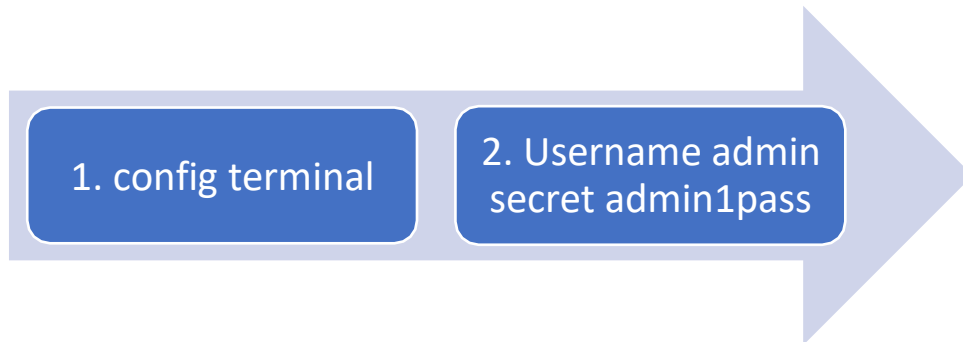 1. config terminal
2. Username admin
secret admin1pass